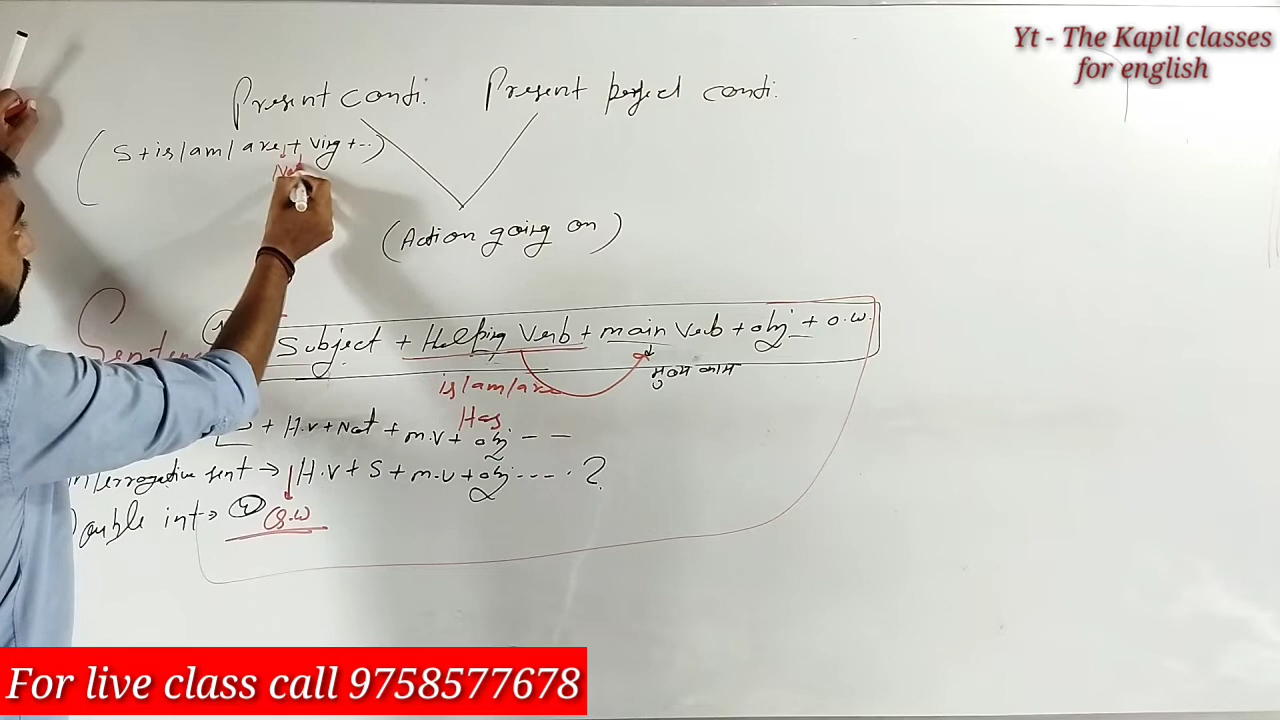 Yt - The Kapil classes
for english
Present conti. Present perfect conti.
(S+is/am/are + Ving + ..)
Not
(Action going on)
Sentence
Subject + Helping Verb + main Verb + obj + o.w.
is/am/are
Has
+ H.v + Not + m.v + obj - -
Interrogative sent → H.V + S + m.v + obj.... ?
Double int → Q.w
For live class call 9758577678